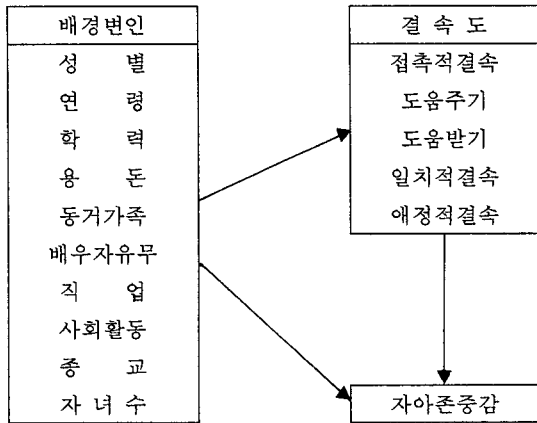 배경변인
성 별
연 령
학 력
용 돈
동거가족
배우자유무
직 업
사회활동
종 교
자 녀 수
결 속 도
접촉적결속
도움주기
도움받기
일치적결속
애정적결속
자아존중감